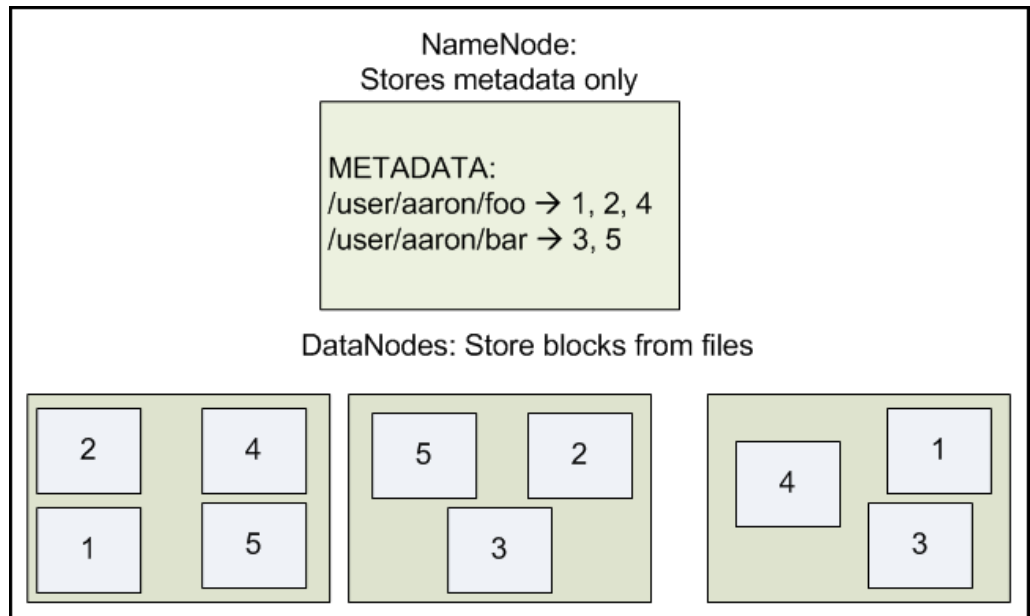 NameNode:
Stores metadata only
METADATA:
/user/aaron/foo → 1, 2, 4
/user/aaron/bar → 3, 5
DataNodes: Store blocks from files
2 4
1 5
5 2
3
1
4
3